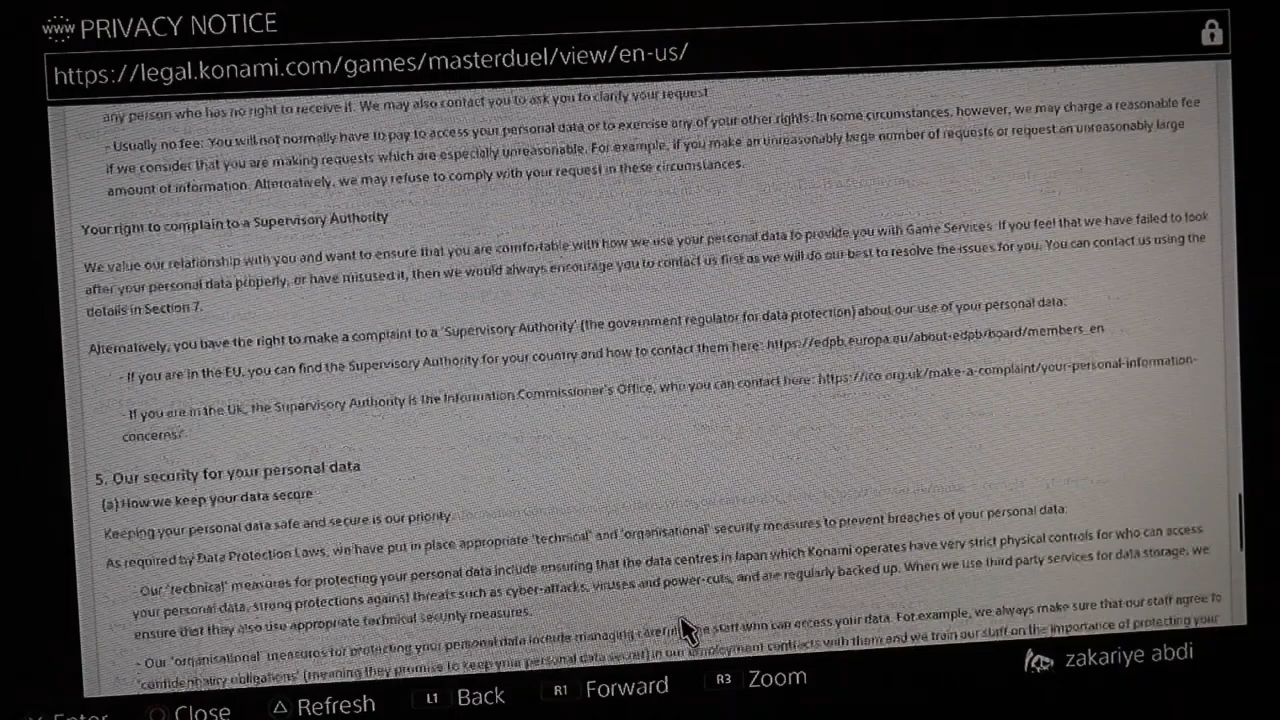 www PRIVACY NOTICE
https://legal.konami.com/games/masterduel/view/en-us/
any person who has no right to receive it. We may also contact you to ask you to clarify your request
- Usually no fee: You will not normally have to pay to access your personal data or to exercise any of your other rights. In some circumstances, however, we may charge a reasonable fee
if we consider that you are making requests which are especially unreasonable. For example, if you make an unreasonably large number of requests or request an unreasonably large
amount of information. Alternatively, we may refuse to comply with your request in these circumstances.
Your right to complain to a Supervisory Authority
We value our relationship with you and want to ensure that you are comfortable with how we use your personal data to provide you with Game Services. If you feel that we have failed to look
after your personal data properly, or have misused it, then we would always encourage you to contact us first as we will do our best to resolve the issues for you. You can contact us using the
details in Section 7.
Alternatively, you have the right to make a complaint to a 'Supervisory Authority' (the government regulator for data protection) about our use of your personal data:
- If you are in the EU, you can find the Supervisory Authority for your country and how to contact them here: https://edpb.europa.eu/about-edpb/board/members_en
- If you are in the UK, the Supervisory Authority is the Information Commissioner's Office, who you can contact here: https://ico.org.uk/make-a-complaint/your-personal-information-
concerns/.
5. Our security for your personal data
(a) How we keep your data secure
Keeping your personal data safe and secure is our priority.
As required by Data Protection Laws, we have put in place appropriate 'technical' and 'organisational' security measures to prevent breaches of your personal data:
- Our 'technical' measures for protecting your personal data include ensuring that the data centres in Japan which Konami operates have very strict physical controls for who can access
your personal data, strong protections against threats such as cyber-attacks, viruses and power-cuts, and are regularly backed up. When we use third party services for data storage, we
ensure that they also use appropriate technical security measures.
- Our 'organisational' measures for protecting your personal data include managing staff who can access your data. For example, we always make sure that our staff agree to
'confidentiality obligations' (meaning they promise to keep your personal data secret) in our employment contracts with them and we train our staff on the importance of protecting your
Enter Close Refresh L1 Back R1 Forward R3 Zoom
zakariye abdi